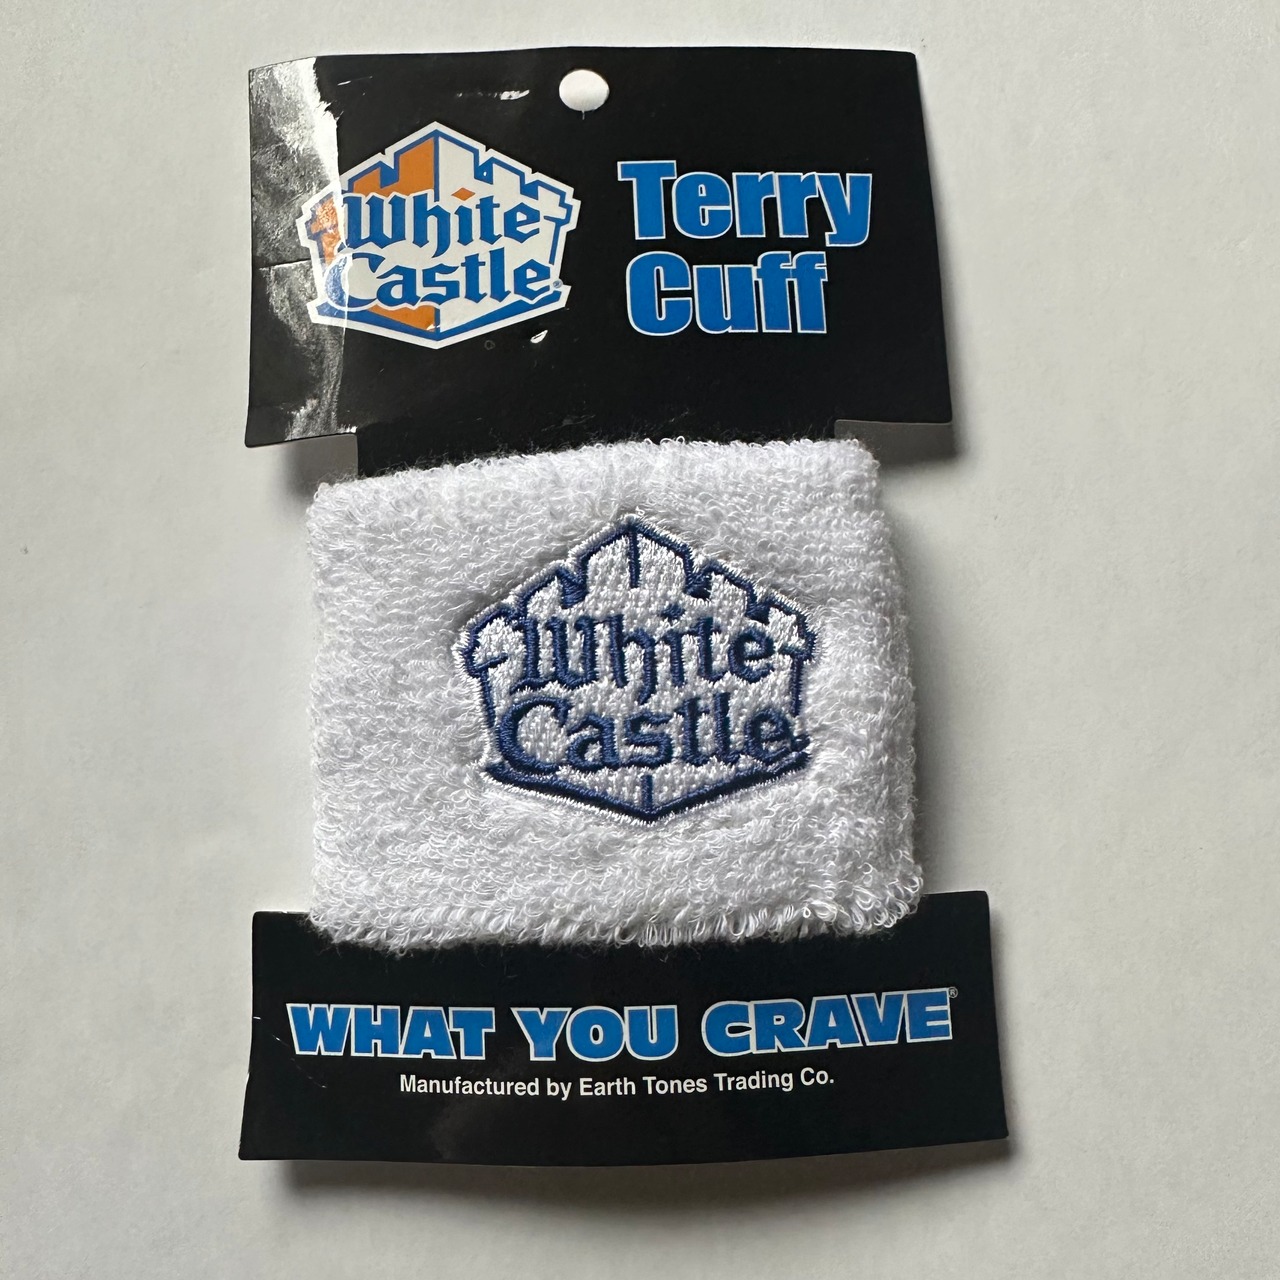 White
Castle®
Terry
Cuff
White
Castle
WHAT YOU CRAVE®
Manufactured by Earth Tones Trading Co.